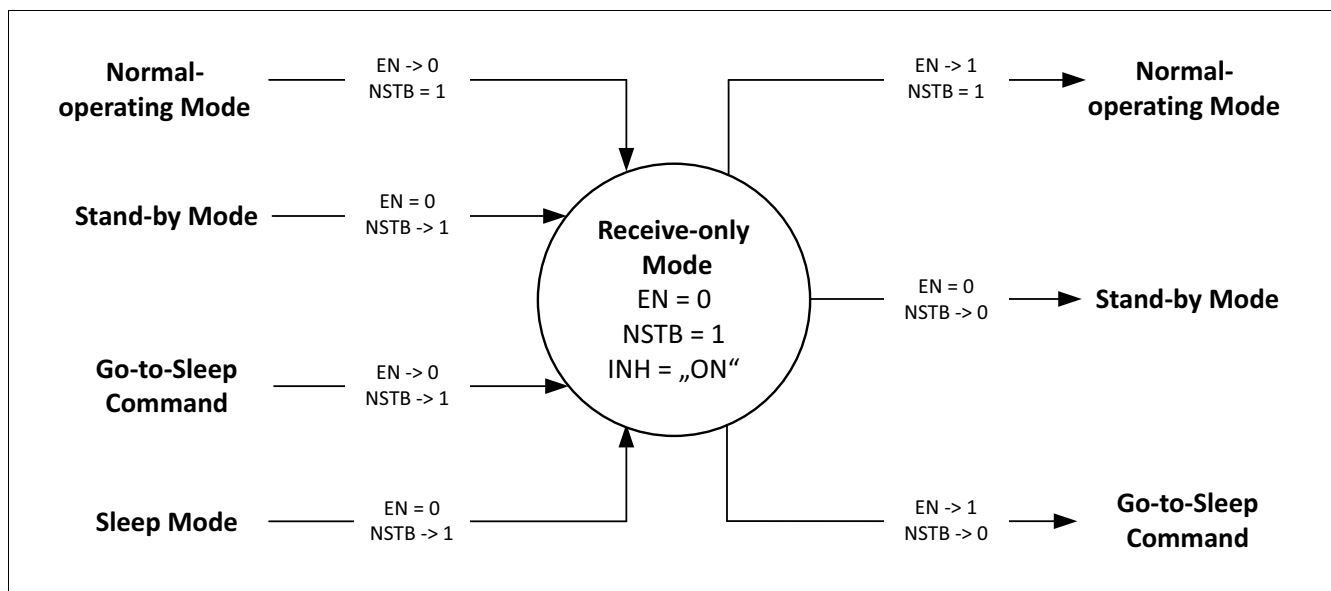 Normal-
operating Mode
EN -> 0
NSTB = 1
Stand-by Mode
EN = 0
NSTB -> 1
Go-to-Sleep
Command
EN -> 0
NSTB -> 1
Sleep Mode
EN = 0
NSTB -> 1
Receive-only
Mode
EN = 0
NSTB = 1
INH = „ON“
EN -> 1
NSTB = 1
Normal-
operating Mode
EN = 0
NSTB -> 0
Stand-by Mode
EN -> 1
NSTB -> 0
Go-to-Sleep
Command